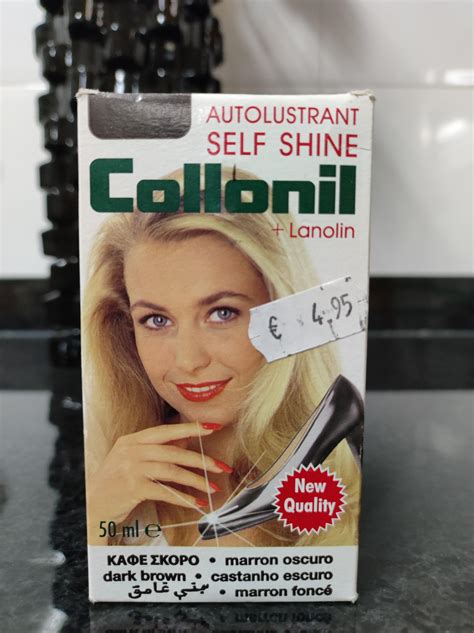 AUTOLUSTRANT
SELF SHINE
Collonil
+ Lanolin
€ 4.95
New
Quality
50 ml ℮
ΚΑΦΕ ΣΚΟΡΟ • marron oscuro
dark brown • castanho escuro
بني غامق • marron foncé